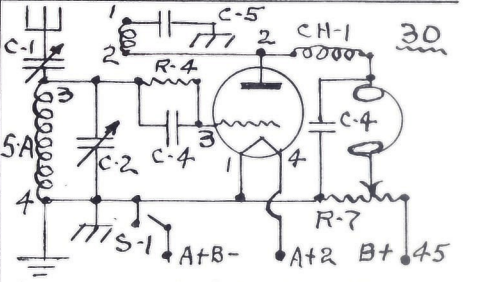 1 C-5
2 2 CH-1 30
C-1 R-4
3 3 C-4
5-A C-2 C-4 1 4
4 R-7
S-1 A+B- A+2 B+ 45